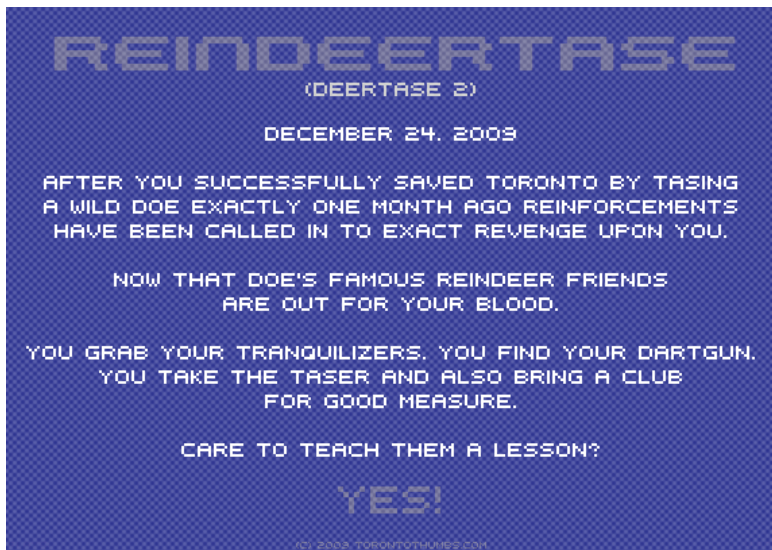 REINDEERTASE
(DEERTASE 2)
DECEMBER 24, 2009
AFTER YOU SUCCESSFULLY SAVED TORONTO BY TASING
A WILD DOE EXACTLY ONE MONTH AGO REINFORCEMENTS
HAVE BEEN CALLED IN TO EXACT REVENGE UPON YOU.
NOW THAT DOE'S FAMOUS REINDEER FRIENDS
ARE OUT FOR YOUR BLOOD.
YOU GRAB YOUR TRANQUILIZERS. YOU FIND YOUR DARTGUN.
YOU TAKE THE TASER AND ALSO BRING A CLUB
FOR GOOD MEASURE.
CARE TO TEACH THEM A LESSON?
YES!
(C) 2009 TORONTOTHUMBS.COM